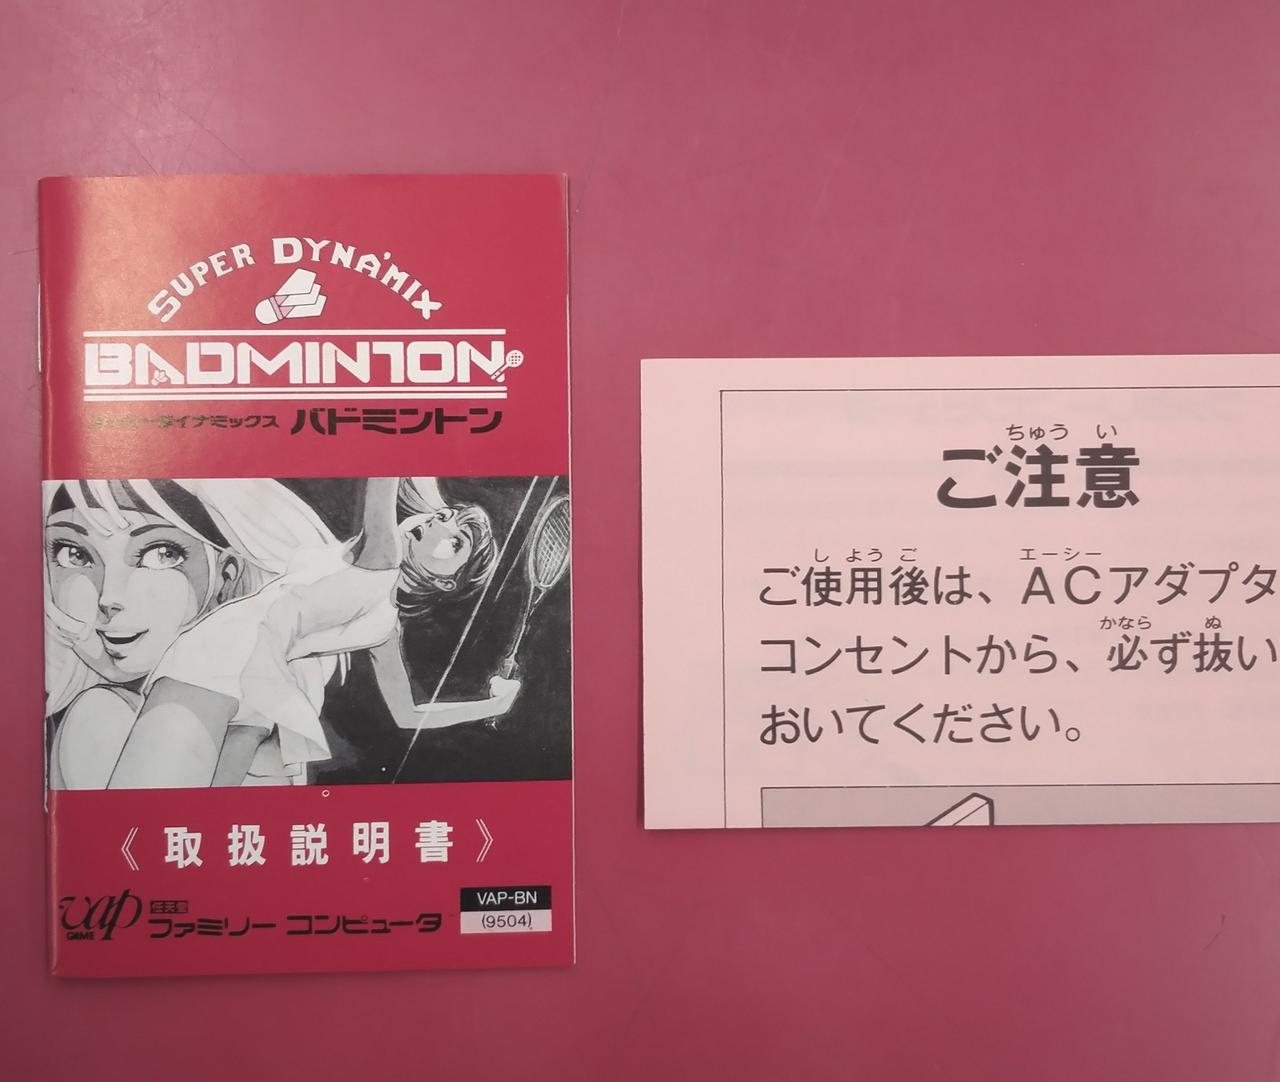 SUPER DYNA'MIX
BADMINTON
スーパーダイナミックス バドミントン
《取扱説明書》
vap
GAME
任天堂
ファミリー コンピュータ
VAP-BN
(9504)
ちゅう い
ご注意
し よう ご エーシー
ご使用後は、ACアダプタ
かなら ぬ
コンセントから、必ず抜い
おいてください。